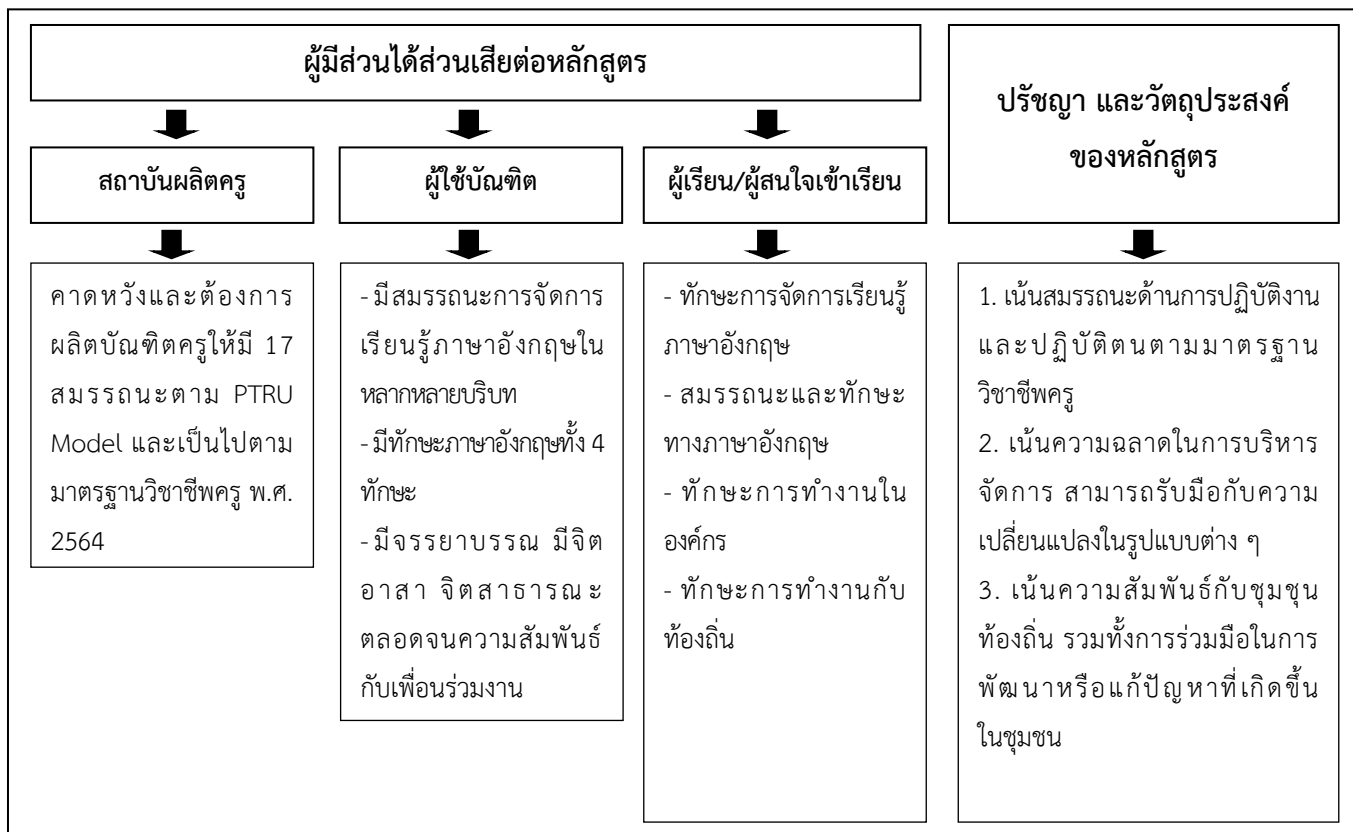 ผู้มีส่วนได้ส่วนเสียต่อหลักสูตร
ปรัชญา และวัตถุประสงค์
ของหลักสูตร
สถาบันผลิตครู
ผู้ใช้บัณฑิต
ผู้เรียน/ผู้สนใจเข้าเรียน
คาดหวังและต้องการ
ผลิตบัณฑิตครูให้มี 17
สมรรถนะตาม PTRU
Model และเป็นไปตาม
มาตรฐานวิชาชีพครู พ.ศ.
2564
- มีสมรรถนะการจัดการ
เรียนรู้ภาษาอังกฤษใน
หลากหลายบริบท
- มีทักษะภาษาอังกฤษทั้ง 4
ทักษะ
- มีจรรยาบรรณ มีจิต
อาสา จิตสาธารณะ
ตลอดจนความสัมพันธ์
กับเพื่อนร่วมงาน
- ทักษะการจัดการเรียนรู้
ภาษาอังกฤษ
- สมรรถนะและทักษะ
ทางภาษาอังกฤษ
- ทักษะการทำงานใน
องค์กร
- ทักษะการทำงานกับ
ท้องถิ่น
1. เน้นสมรรถนะด้านการปฏิบัติงาน
และปฏิบัติตนตามมาตรฐาน
วิชาชีพครู
2. เน้นความฉลาดในการบริหาร
จัดการ สามารถรับมือกับความ
เปลี่ยนแปลงในรูปแบบต่าง ๆ
3. เน้นความสัมพันธ์กับชุมชุน
ท้องถิ่น รวมทั้งการร่วมมือในการ
พัฒนาหรือแก้ปัญหาที่เกิดขึ้น
ในชุมชน